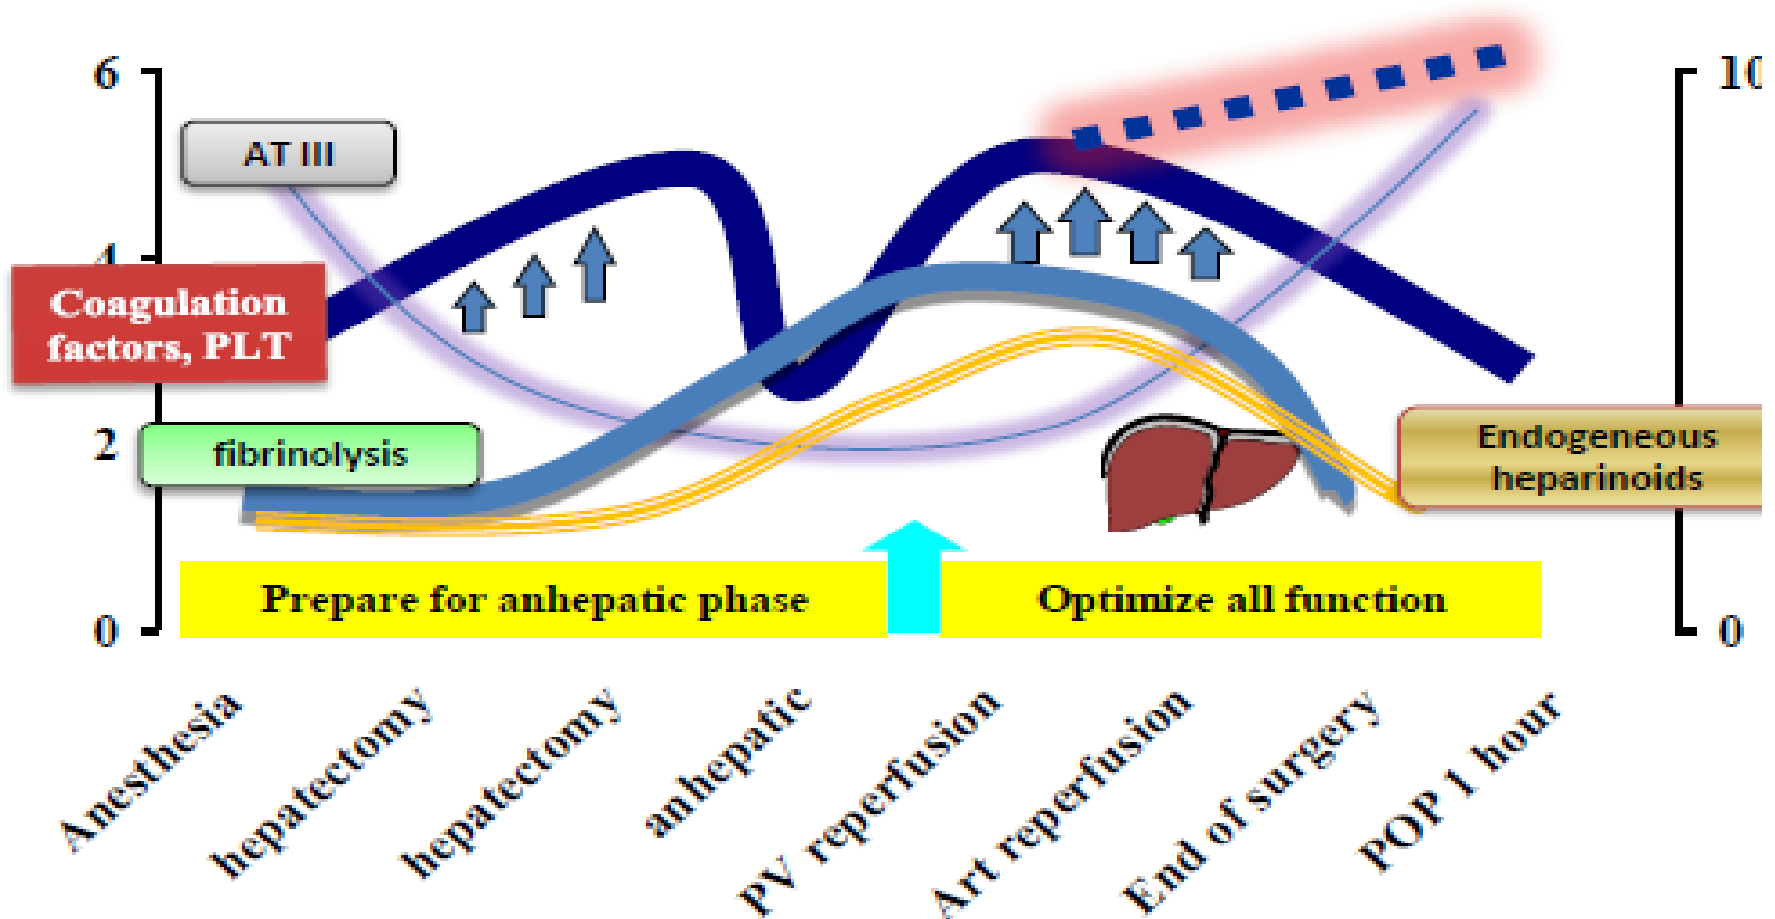 6
10
AT III
4
Coagulation
factors, PLT
2
fibrinolysis
Endogeneous
heparinoids
Prepare for anhepatic phase
Optimize all function
0
0
Anesthesia
hepatectomy
hepatectomy
anhepatic
PV reperfusion
Art reperfusion
End of surgery
POP 1 hour